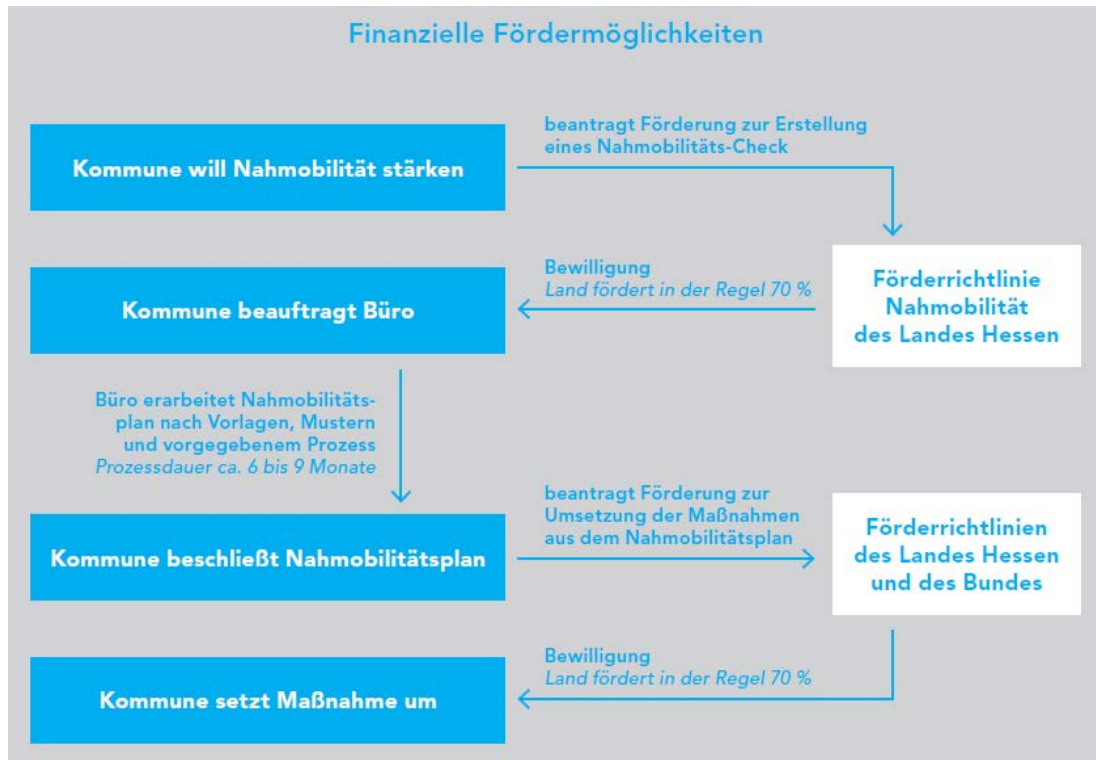 Finanzielle Fördermöglichkeiten
beantragt Förderung zur Erstellung
eines Nahmobilitäts-Check
Kommune will Nahmobilität stärken
Bewilligung
Land fördert in der Regel 70 %
Förderrichtlinie
Nahmobilität
des Landes Hessen
Kommune beauftragt Büro
Büro erarbeitet Nahmobilitäts-
plan nach Vorlagen, Mustern
und vorgegebenem Prozess
Prozessdauer ca. 6 bis 9 Monate
beantragt Förderung zur
Umsetzung der Maßnahmen
aus dem Nahmobilitätsplan
Kommune beschließt Nahmobilitätsplan
Förderrichtlinien
des Landes Hessen
und des Bundes
Bewilligung
Land fördert in der Regel 70 %
Kommune setzt Maßnahme um